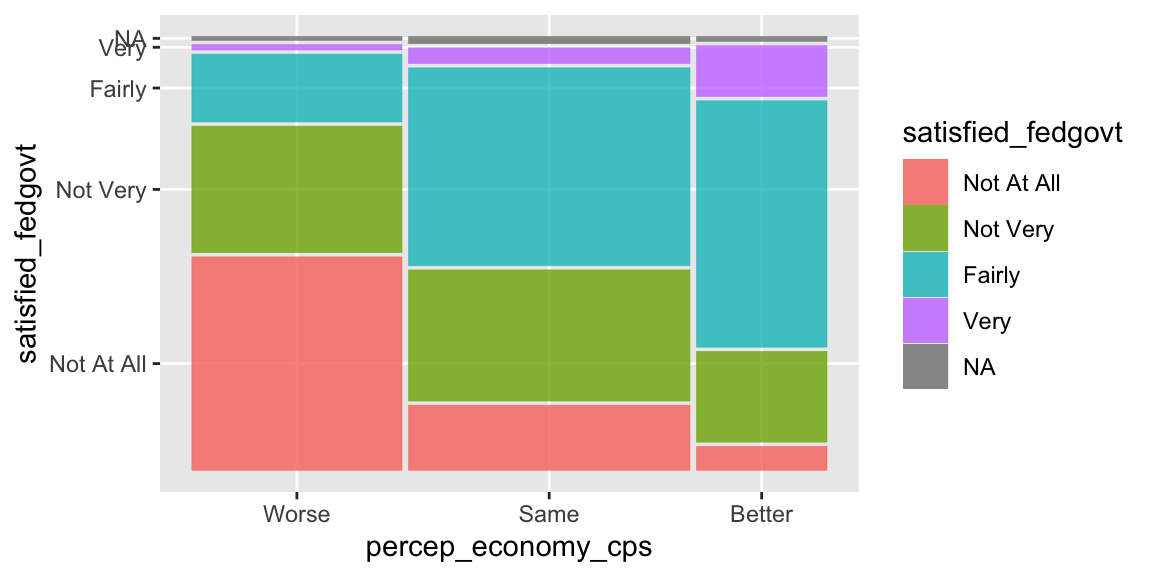 NA
Very
Fairly
Not Very
Not At All
satisfied_fedgovt
Worse
Same
Better
percep_economy_cps
satisfied_fedgovt
Not At All
Not Very
Fairly
Very
NA